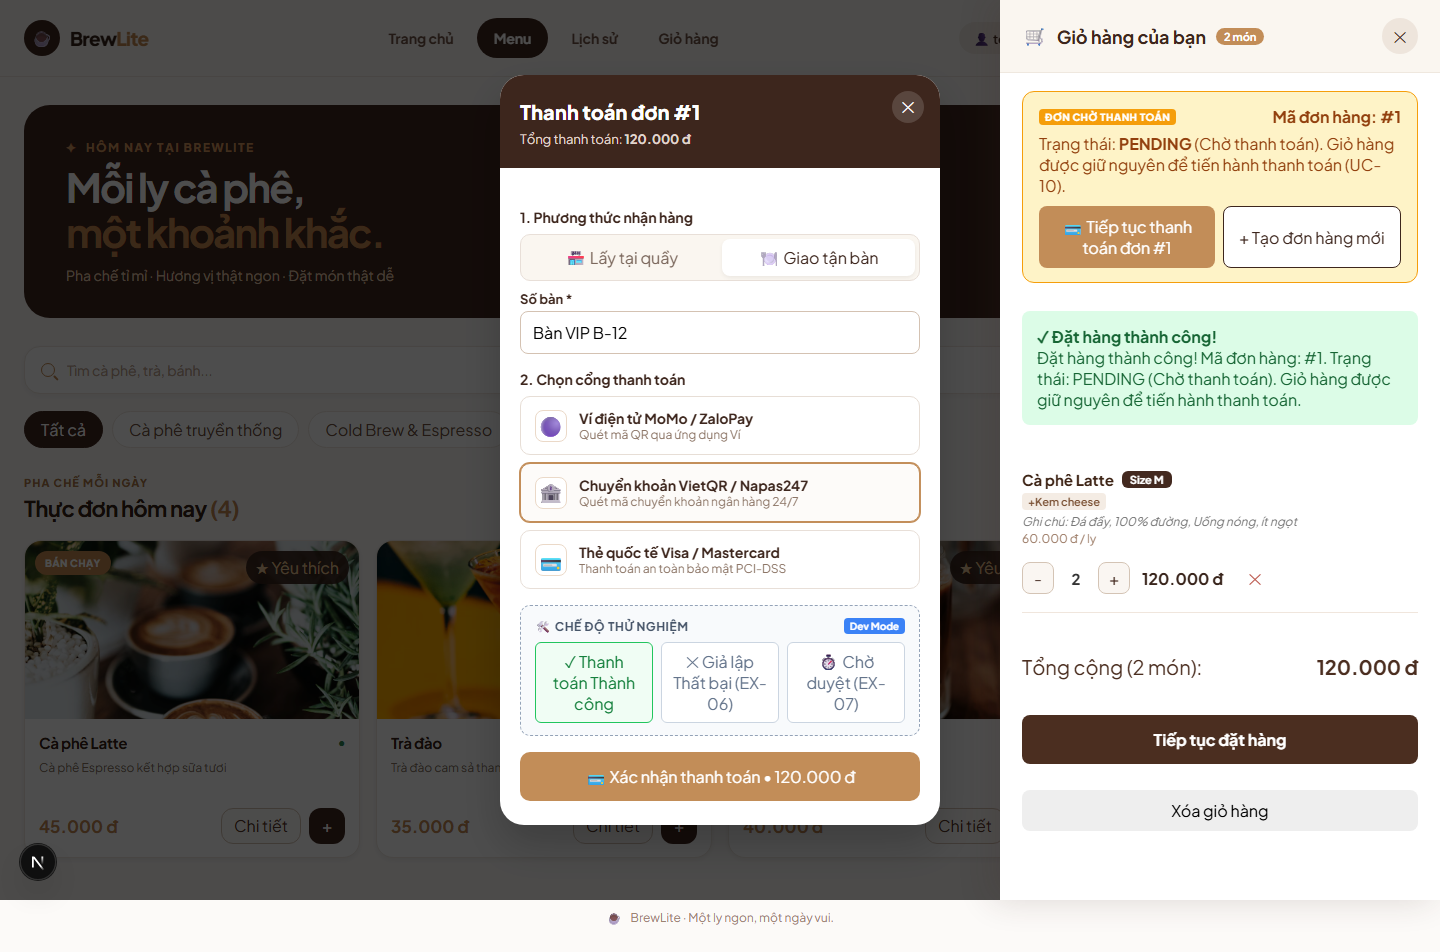 BrewLite
Trang chủ
Menu
Lịch sử
Giỏ hàng
✦ HÔM NAY TẠI BREWLITE
Mỗi ly cà phê,
một khoảnh khắc.
Pha chế tỉ mỉ · Hương vị thật ngon · Đặt món thật dễ
Tìm cà phê, trà, bánh...
Tất cả
Cà phê truyền thống
Cold Brew & Espresso
PHA CHẾ MỖI NGÀY
Thực đơn hôm nay (4)
BÁN CHẠY
★ Yêu thích
Cà phê Latte
Cà phê Espresso kết hợp sữa tươi
45.000 đ
Chi tiết
+
Trà đào
35.000 đ
Chi tiết
+
40.000 đ
Chi tiết
Thanh toán đơn #1
Tổng thanh toán: 120.000 đ
1. Phương thức nhận hàng
Lấy tại quầy
Giao tận bàn
Số bàn *
Bàn VIP B-12
2. Chọn cổng thanh toán
Ví điện tử MoMo / ZaloPay
Quét mã QR qua ứng dụng Ví
Chuyển khoản VietQR / Napas247
Quét mã chuyển khoản ngân hàng 24/7
Thẻ quốc tế Visa / Mastercard
Thanh toán an toàn bảo mật PCI-DSS
CHẾ ĐỘ THỬ NGHIỆM
Dev Mode
✓ Thanh
toán Thành
công
✕ Giả lập
Thất bại (EX-
06)
Chờ
duyệt (EX-
07)
Xác nhận thanh toán • 120.000 đ
Giỏ hàng của bạn
2 món
ĐƠN CHỜ THANH TOÁN
Mã đơn hàng: #1
Trạng thái: PENDING (Chờ thanh toán). Giỏ hàng
được giữ nguyên để tiến hành thanh toán (UC-
10).
Tiếp tục thanh
toán đơn #1
+ Tạo đơn hàng mới
✓ Đặt hàng thành công!
Đặt hàng thành công! Mã đơn hàng: #1. Trạng
thái: PENDING (Chờ thanh toán). Giỏ hàng được
giữ nguyên để tiến hành thanh toán.
Cà phê Latte
Size M
+Kem cheese
Ghi chú: Đá đầy, 100% đường, Uống nóng, ít ngọt
60.000 đ / ly
-
2
+
120.000 đ
Tổng cộng (2 món):
120.000 đ
Tiếp tục đặt hàng
Xóa giỏ hàng
N
BrewLite · Một ly ngon, một ngày vui.